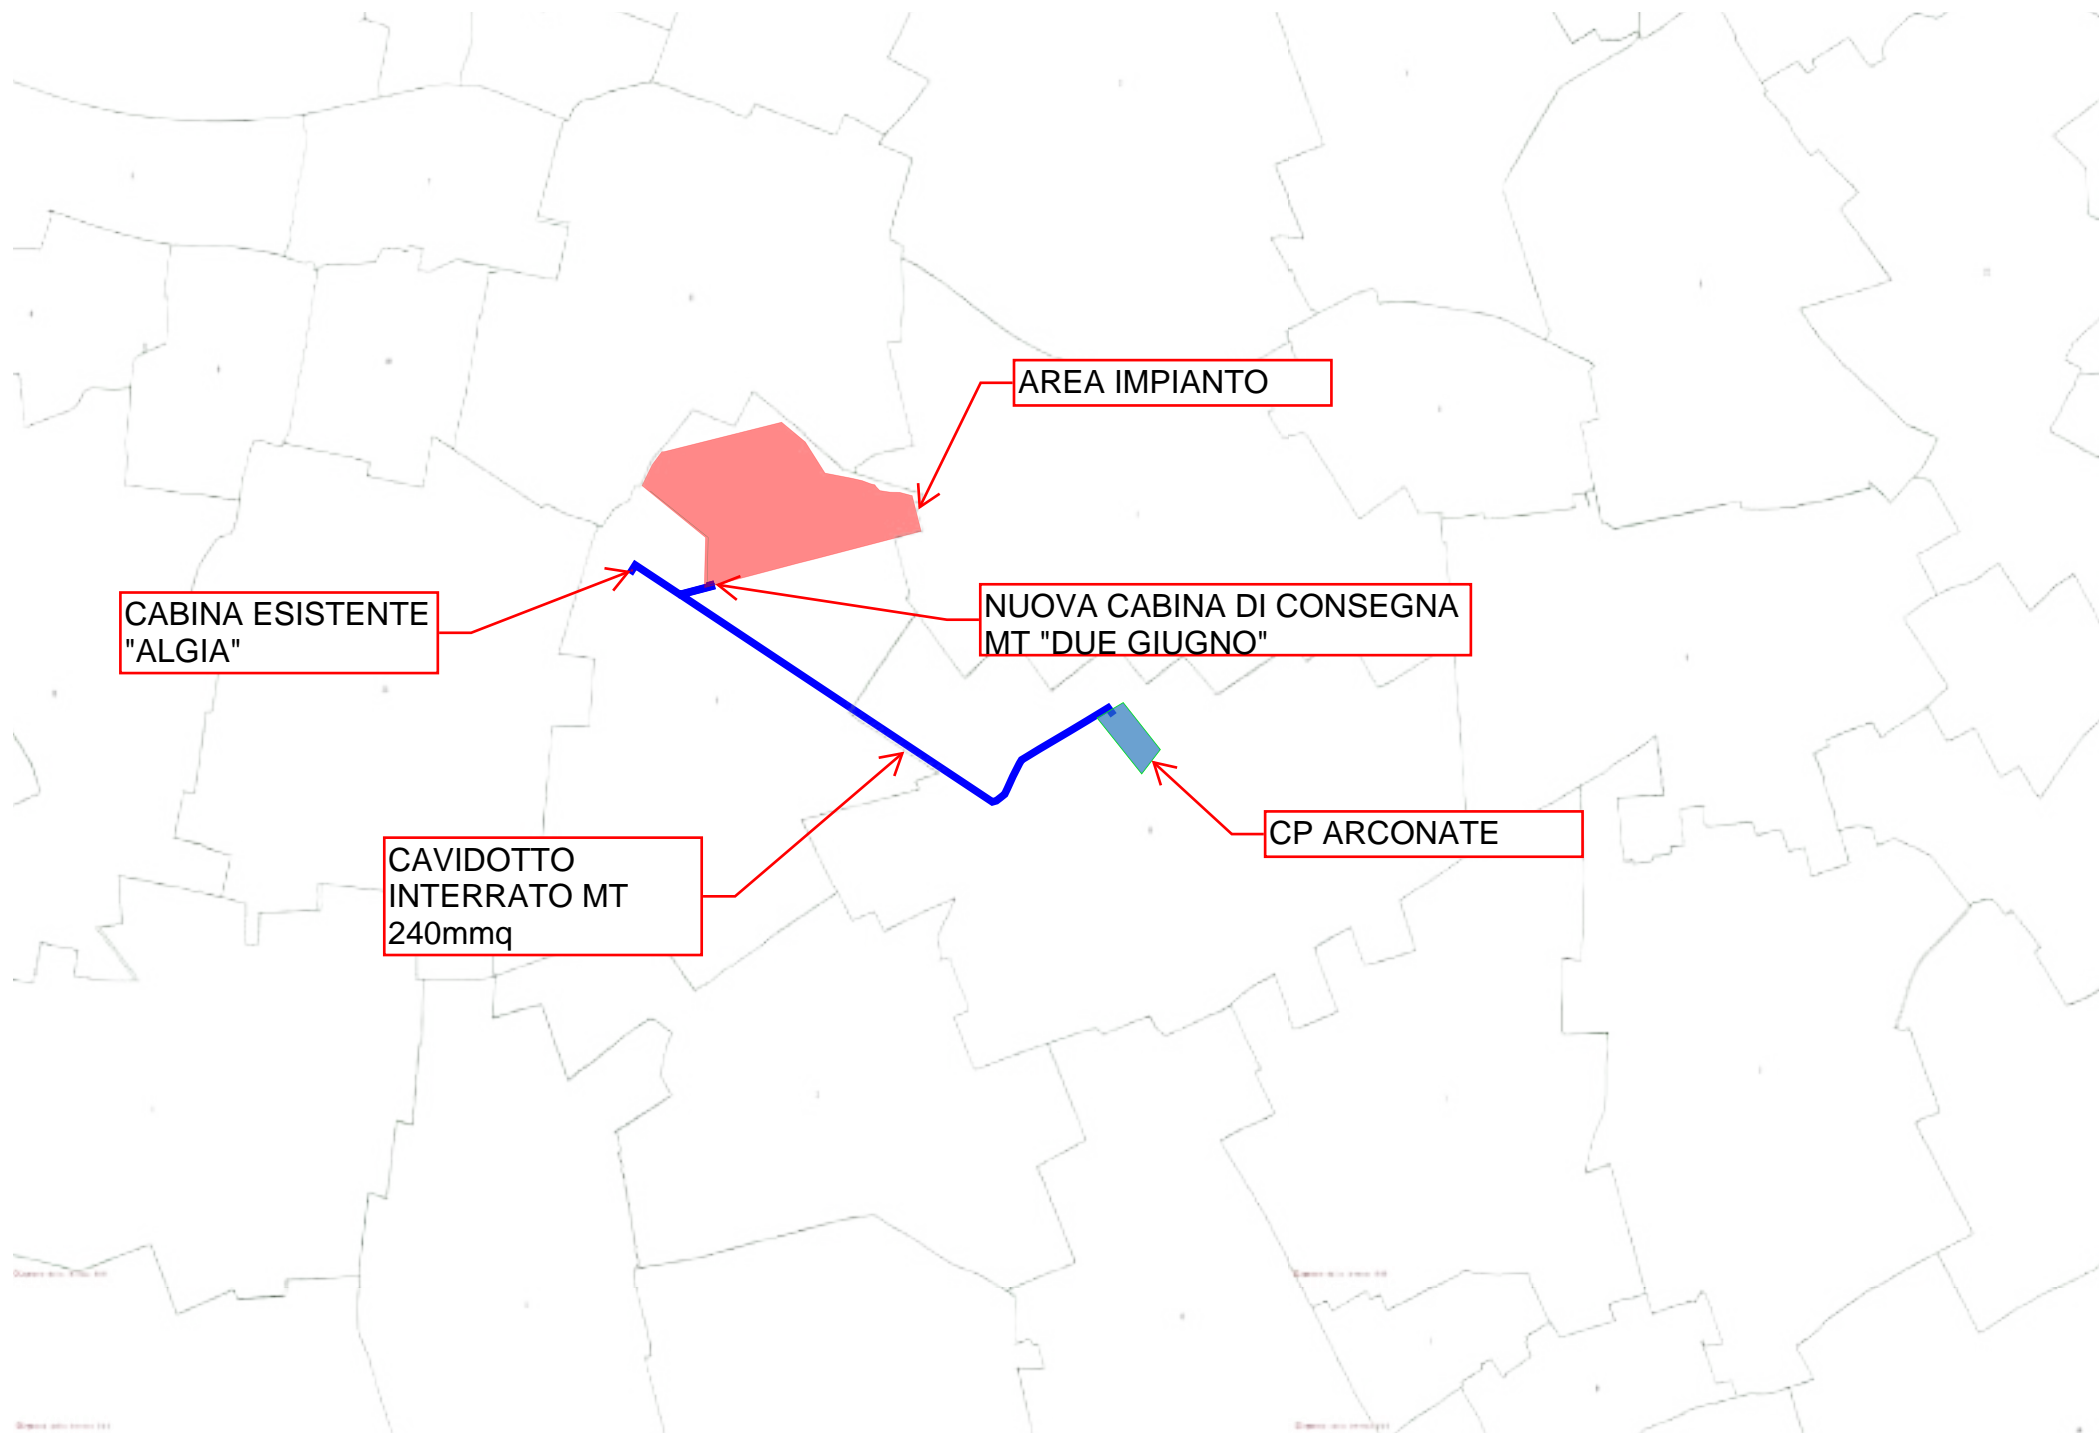 AREA IMPIANTO
CABINA ESISTENTE
"ALGIA"
NUOVA CABINA DI CONSEGNA
MT "DUE GIUGNO"
CP ARCONATE
CAVIDOTTO
INTERRATO MT
240mmq